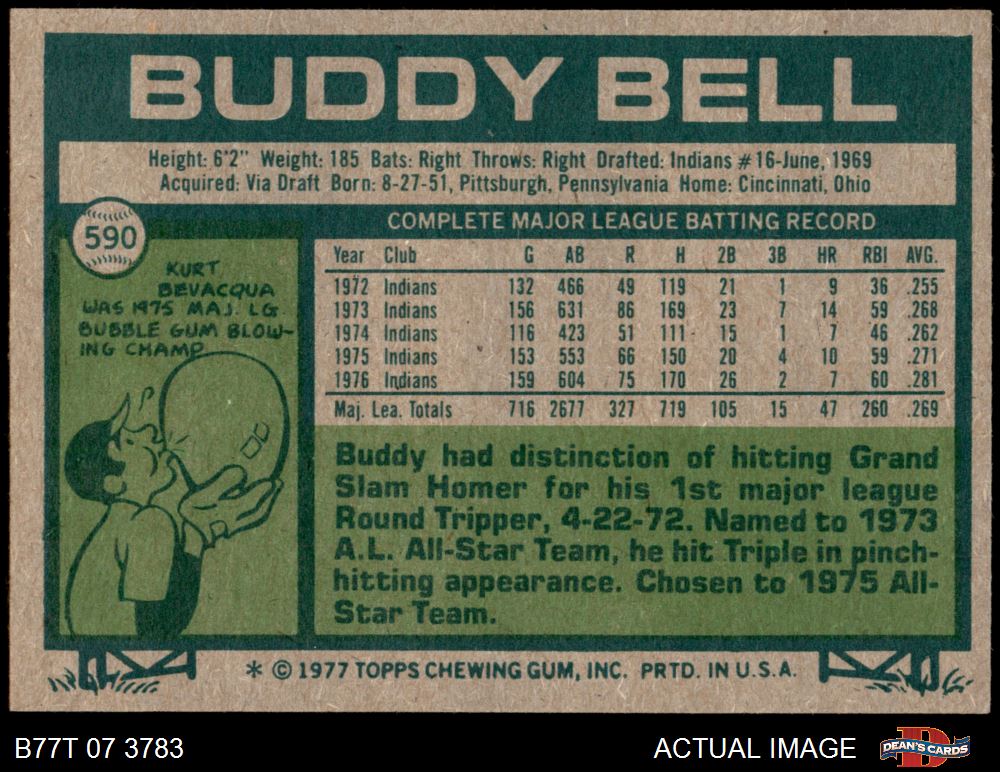 BUDDY BELL
Height: 6'2" Weight: 185 Bats: Right Throws: Right Drafted: Indians #16-June, 1969
Acquired: Via Draft Born: 8-27-51, Pittsburgh, Pennsylvania Home: Cincinnati, Ohio
590
KURT
BEVACQUA
WAS 1975 MAJ. LG.
BUBBLE GUM BLOW-
ING CHAMP
COMPLETE MAJOR LEAGUE BATTING RECORD
Year Club G AB R H 2B 3B HR RBI AVG.
1972 Indians 132 466 49 119 21 1 9 36 .255
1973 Indians 156 631 86 169 23 7 14 59 .268
1974 Indians 116 423 51 111 15 1 7 46 .262
1975 Indians 153 553 66 150 20 4 10 59 .271
1976 Indians 159 604 75 170 26 2 7 60 .281
Maj. Lea. Totals 716 2677 327 719 105 15 47 260 .269
Buddy had distinction of hitting Grand
Slam Homer for his 1st major league
Round Tripper, 4-22-72. Named to 1973
A.L. All-Star Team, he hit Triple in pinch-
hitting appearance. Chosen to 1975 All-
Star Team.
* © 1977 TOPPS CHEWING GUM, INC. PRTD. IN U.S.A.
B77T 07 3783
ACTUAL IMAGE
D
DEAN'S CARDS